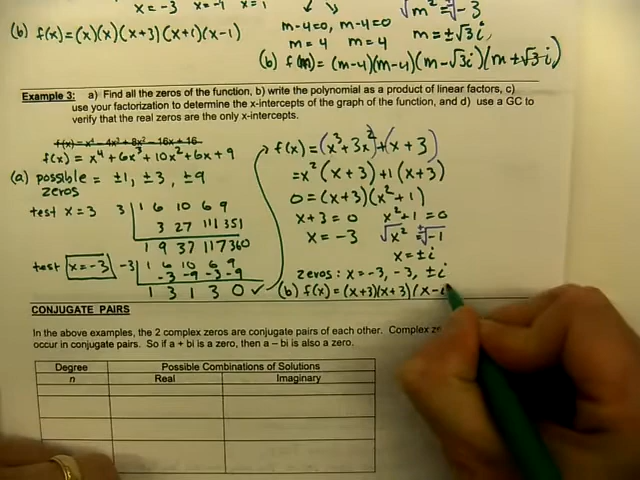 x = -3 x = -4 x = 1
(b) f(x) = (x)(x)(x+3)(x+1)(x-1)
m-4=0, m-4=0
m = 4 m = 4
√m² = √-3
m = ±√3 i
(b) f(m) = (m-4)(m-4)(m-√3i)(m+√3i)
Example 3: a) Find all the zeros of the function, b) write the polynomial as a product of linear factors, c)
use your factorization to determine the x-intercepts of the graph of the function, and d) use a GC to
verify that the real zeros are the only x-intercepts.
f(x) = x⁴ - 4x³ + 8x² - 16x + 16
f(x) = x⁴ + 6x³ + 10x² + 6x + 9
(a) possible zeros = ±1, ±3, ±9
test x = 3 3 1 6 10 6 9
3 27 111 351
1 9 37 117 360
test x = -3 -3 1 6 10 6 9
-3 -9 -3 -9
1 3 1 3 0 ✓
f(x) = (x³ + 3x²) + (x + 3)
= x² (x + 3) + 1 (x + 3)
0 = (x + 3)(x² + 1)
x + 3 = 0 x² + 1 = 0
x = -3 √x² = ±√-1
x = ±i
zeros: x = -3, -3, ±i
(b) f(x) = (x+3)(x+3)(x-i
CONJUGATE PAIRS
In the above examples, the 2 complex zeros are conjugate pairs of each other. Complex
occur in conjugate pairs. So if a + bi is a zero, then a – bi is also a zero.
Degree Possible Combinations of Solutions
n Real Imaginary